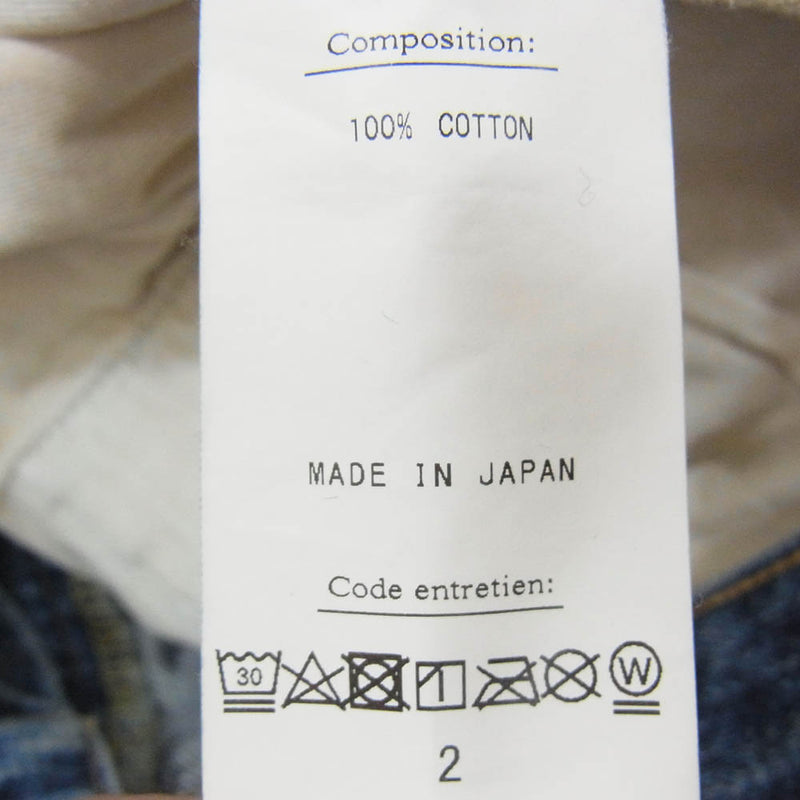 Composition:
100% COTTON
MADE IN JAPAN
Code entretien:
30 W
2